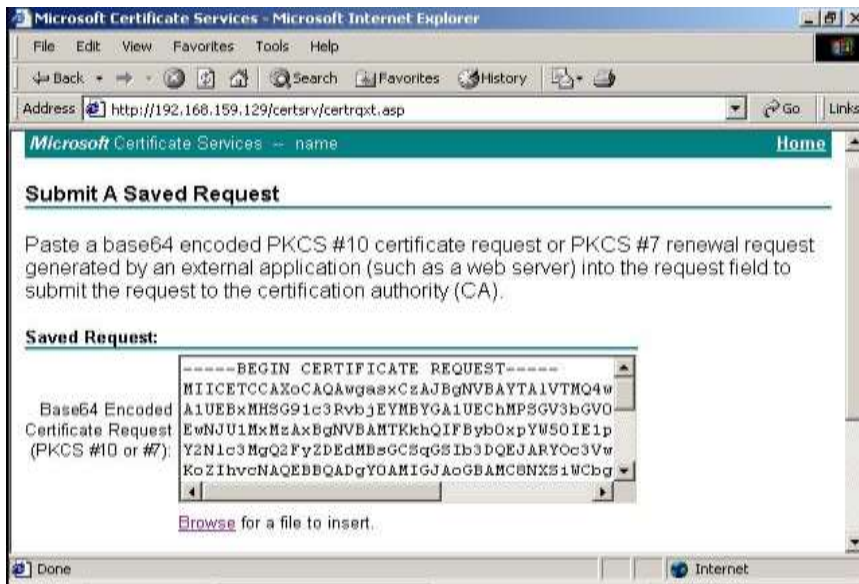 Microsoft Certificate Services - Microsoft Internet Explorer
File Edit View Favorites Tools Help
Back Search Favorites History
Address http://192.168.159.129/certsrv/certrqxt.asp Go Links
Microsoft Certificate Services -- name Home
Submit A Saved Request
Paste a base64 encoded PKCS #10 certificate request or PKCS #7 renewal request
generated by an external application (such as a web server) into the request field to
submit the request to the certification authority (CA).
Saved Request:
Base64 Encoded
Certificate Request
(PKCS #10 or #7):
-----BEGIN CERTIFICATE REQUEST-----
Browse for a file to insert.
Done Internet